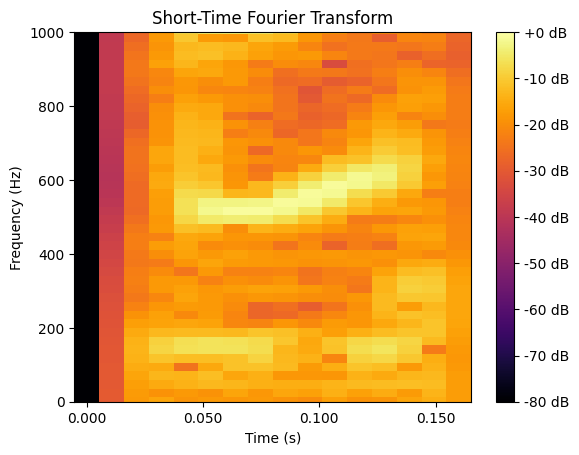 Short-Time Fourier Transform
Frequency (Hz)
1000
800
600
400
200
0
0.000
0.050
0.100
0.150
Time (s)
+0 dB
-10 dB
-20 dB
-30 dB
-40 dB
-50 dB
-60 dB
-70 dB
-80 dB